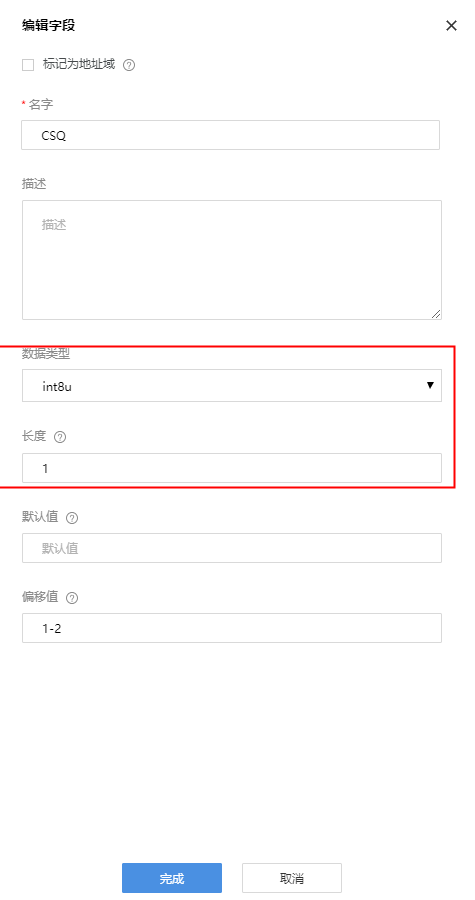 编辑字段
标记为地址域
* 名字
CSQ
描述
描述
数据类型
int8u
长度
1
默认值
默认值
偏移值
1-2
完成
取消